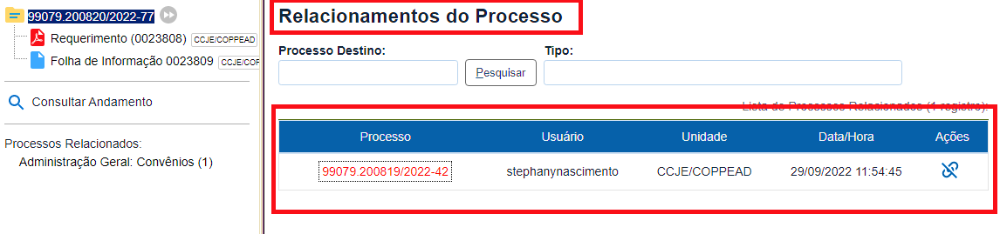 99079.200820/2022-77
Requerimento (0023808) CCJE/COPPEAD
Folha de Informação 0023809 CCJE/COP
Consultar Andamento
Processos Relacionados:
Administração Geral: Convênios (1)
Relacionamentos do Processo
Processo Destino: Tipo:
Pesquisar
Lista de Processos Relacionados (1 registro):
Processo Usuário Unidade Data/Hora Ações
99079.200819/2022-42 stephanynascimento CCJE/COPPEAD 29/09/2022 11:54:45